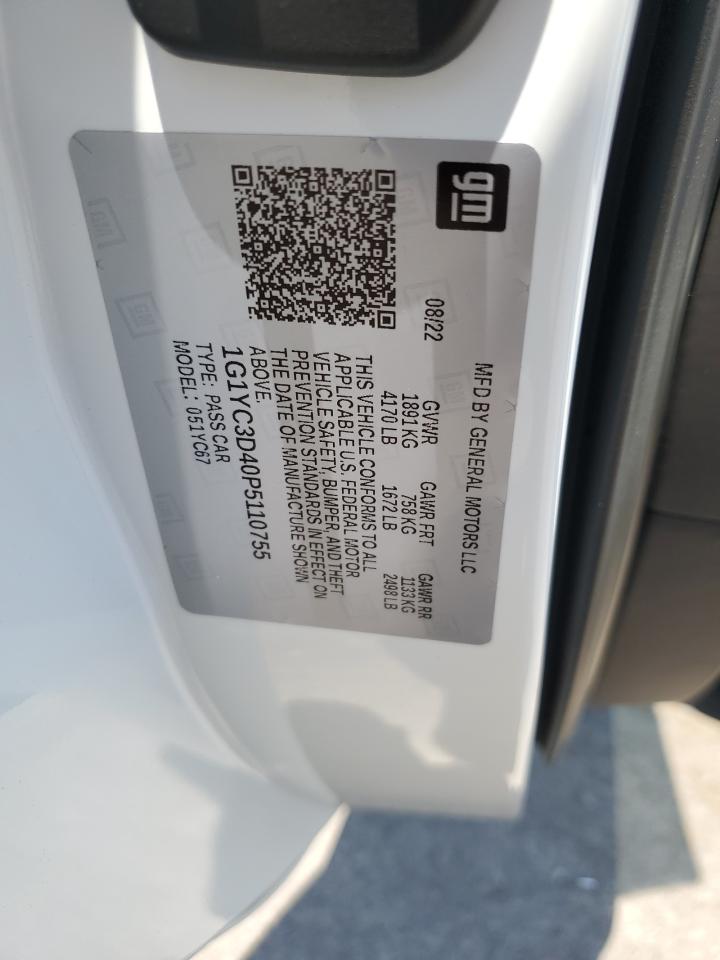 gm
MFD BY GENERAL MOTORS LLC
08/22
GVWR GAWR FRT GAWR RR
1891 KG 758 KG 1133 KG
4170 LB 1672 LB 2498 LB
THIS VEHICLE CONFORMS TO ALL
APPLICABLE U.S. FEDERAL MOTOR
VEHICLE SAFETY, BUMPER, AND THEFT
PREVENTION STANDARDS IN EFFECT ON
THE DATE OF MANUFACTURE SHOWN
ABOVE.
1G1YC3D40P5110755
TYPE: PASS CAR
MODEL: 051YC67